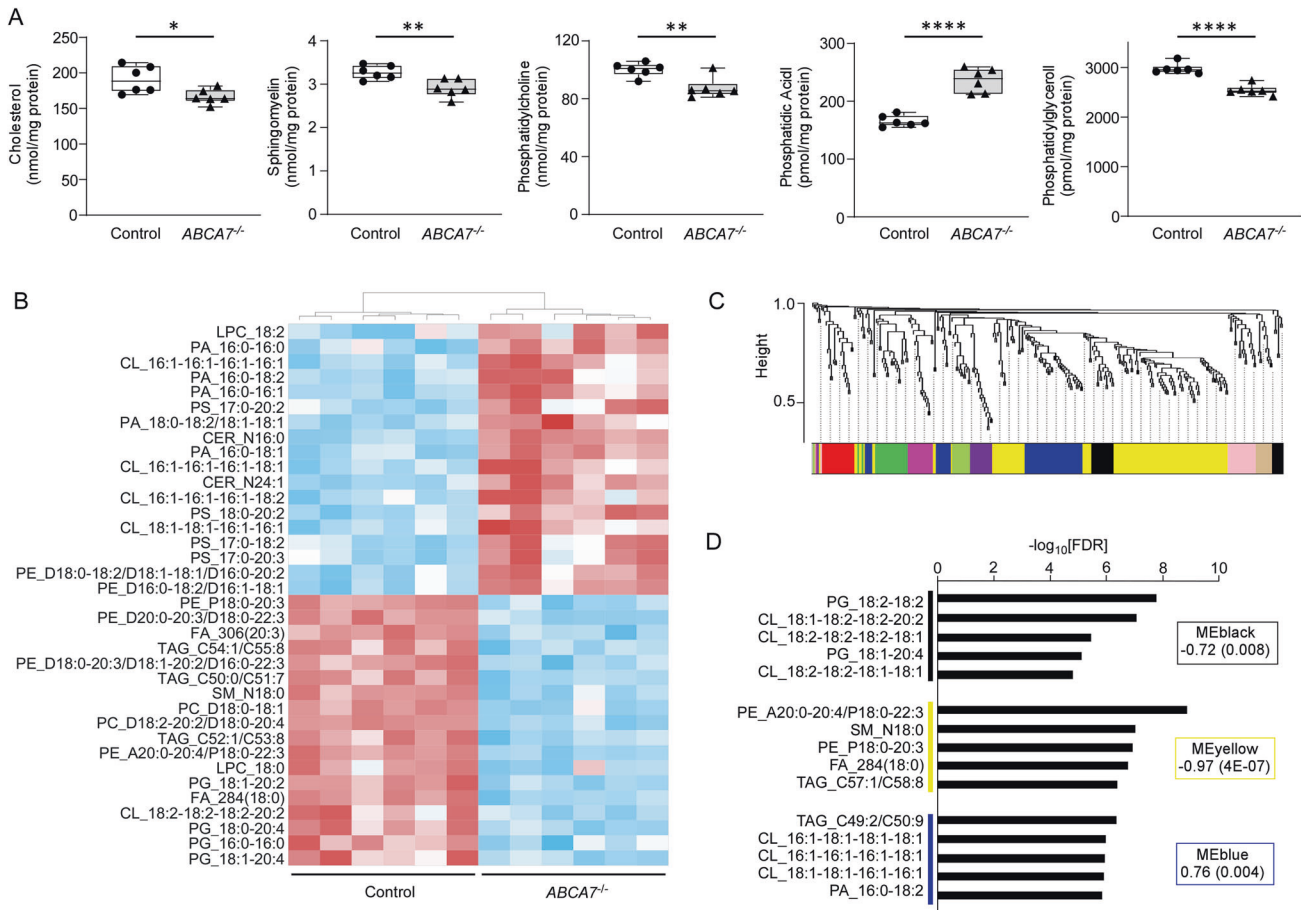 A
*
**
**
****
****
Cholesterol
(nmol/mg protein)
250
200
150
100
50
0
Control
ABCA7-/-
Sphingomyelin
(nmol/mg protein)
4
3
2
1
0
Control
ABCA7-/-
Phosphatidylcholine
(nmol/mg protein)
120
80
40
0
Control
ABCA7-/-
Phosphatidic Acidl
(pmol/mg protein)
300
200
100
0
Control
ABCA7-/-
Phosphatidylglyceroll
(pmol/mg protein)
3000
2000
1000
0
Control
ABCA7-/-
B
LPC_18:2
PA_16:0-16:0
CL_16:1-16:1-16:1-16:1
PA_16:0-18:2
PA_16:0-16:1
PS_17:0-20:2
PA_18:0-18:2/18:1-18:1
CER_N16:0
PA_16:0-18:1
CL_16:1-16:1-16:1-18:1
CER_N24:1
CL_16:1-16:1-16:1-18:2
PS_18:0-20:2
CL_18:1-18:1-16:1-16:1
PS_17:0-18:2
PS_17:0-20:3
PE_D18:0-18:2/D18:1-18:1/D16:0-20:2
PE_D16:0-18:2/D16:1-18:1
PE_P18:0-20:3
PE_D20:0-20:3/D18:0-22:3
FA_306(20:3)
TAG_C54:1/C55:8
PE_D18:0-20:3/D18:1-20:2/D16:0-22:3
TAG_C50:0/C51:7
SM_N18:0
PC_D18:0-18:1
PC_D18:2-20:2/D18:0-20:4
TAG_C52:1/C53:8
PE_A20:0-20:4/P18:0-22:3
LPC_18:0
PG_18:1-20:2
FA_284(18:0)
CL_18:2-18:2-18:2-20:2
PG_18:0-20:4
PG_16:0-16:0
PG_18:1-20:4
Control
ABCA7-/-
C
Height
1.0
0.5
D
-log10[FDR]
0 2 4 6 8 10
PG_18:2-18:2
CL_18:1-18:2-18:2-20:2
CL_18:2-18:2-18:2-18:1
PG_18:1-20:4
CL_18:2-18:2-18:1-18:1
MEblack
-0.72 (0.008)
PE_A20:0-20:4/P18:0-22:3
SM_N18:0
PE_P18:0-20:3
FA_284(18:0)
TAG_C57:1/C58:8
MEyellow
-0.97 (4E-07)
TAG_C49:2/C50:9
CL_16:1-18:1-18:1-18:1
CL_16:1-16:1-16:1-18:1
CL_18:1-18:1-16:1-16:1
PA_16:0-18:2
MEblue
0.76 (0.004)